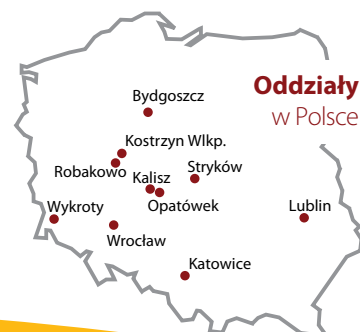 Oddziały
w Polsce
Bydgoszcz
Kostrzyn Wlkp.
Robakowo
Kalisz
Stryków
Opatówek
Wykroty
Lublin
Wrocław
Katowice